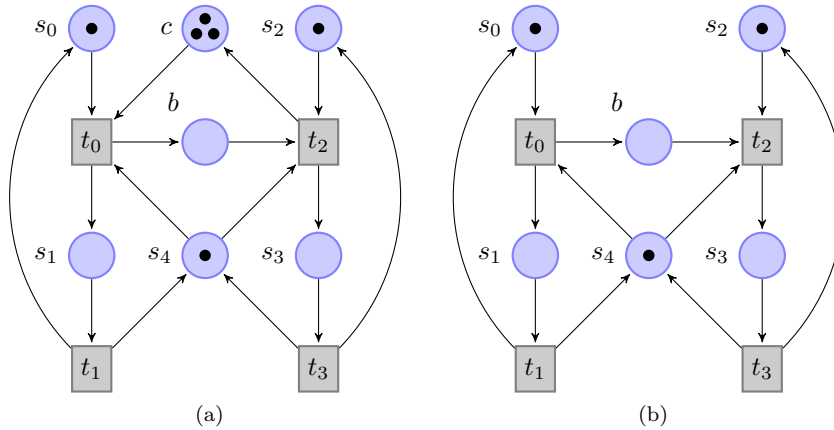 s₀ c s₂ s₀ s₂
b b
t₀ t₂ t₀ t₂
s₁ s₄ s₃ s₁ s₄ s₃
t₁ t₃ t₁ t₃
(a) (b)